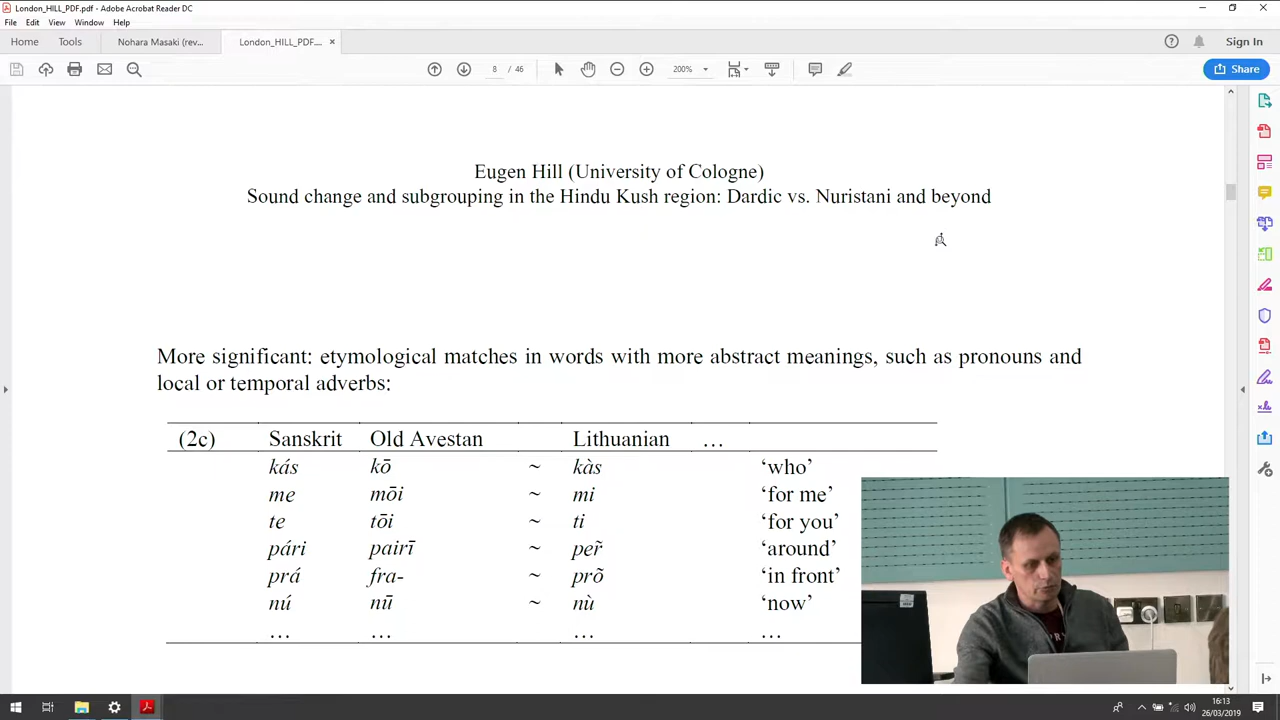 London_HILL_PDF.pdf - Adobe Acrobat Reader DC
File Edit View Window Help
Home Tools Nohara Masaki (rev... London_HILL_PDF.... × Sign In
8 / 46 200% Share
Eugen Hill (University of Cologne)
Sound change and subgrouping in the Hindu Kush region: Dardic vs. Nuristani and beyond
More significant: etymological matches in words with more abstract meanings, such as pronouns and
local or temporal adverbs:
(2c) Sanskrit Old Avestan Lithuanian …
kás kō ~ kàs ‘who’
me mōi ~ mi ‘for me’
te tōi ~ ti ‘for you’
pári pairī ~ per̃ ‘around’
prá fra- ~ prõ ‘in front’
nú nū ~ nù ‘now’
… … … …
16:13
26/03/2019